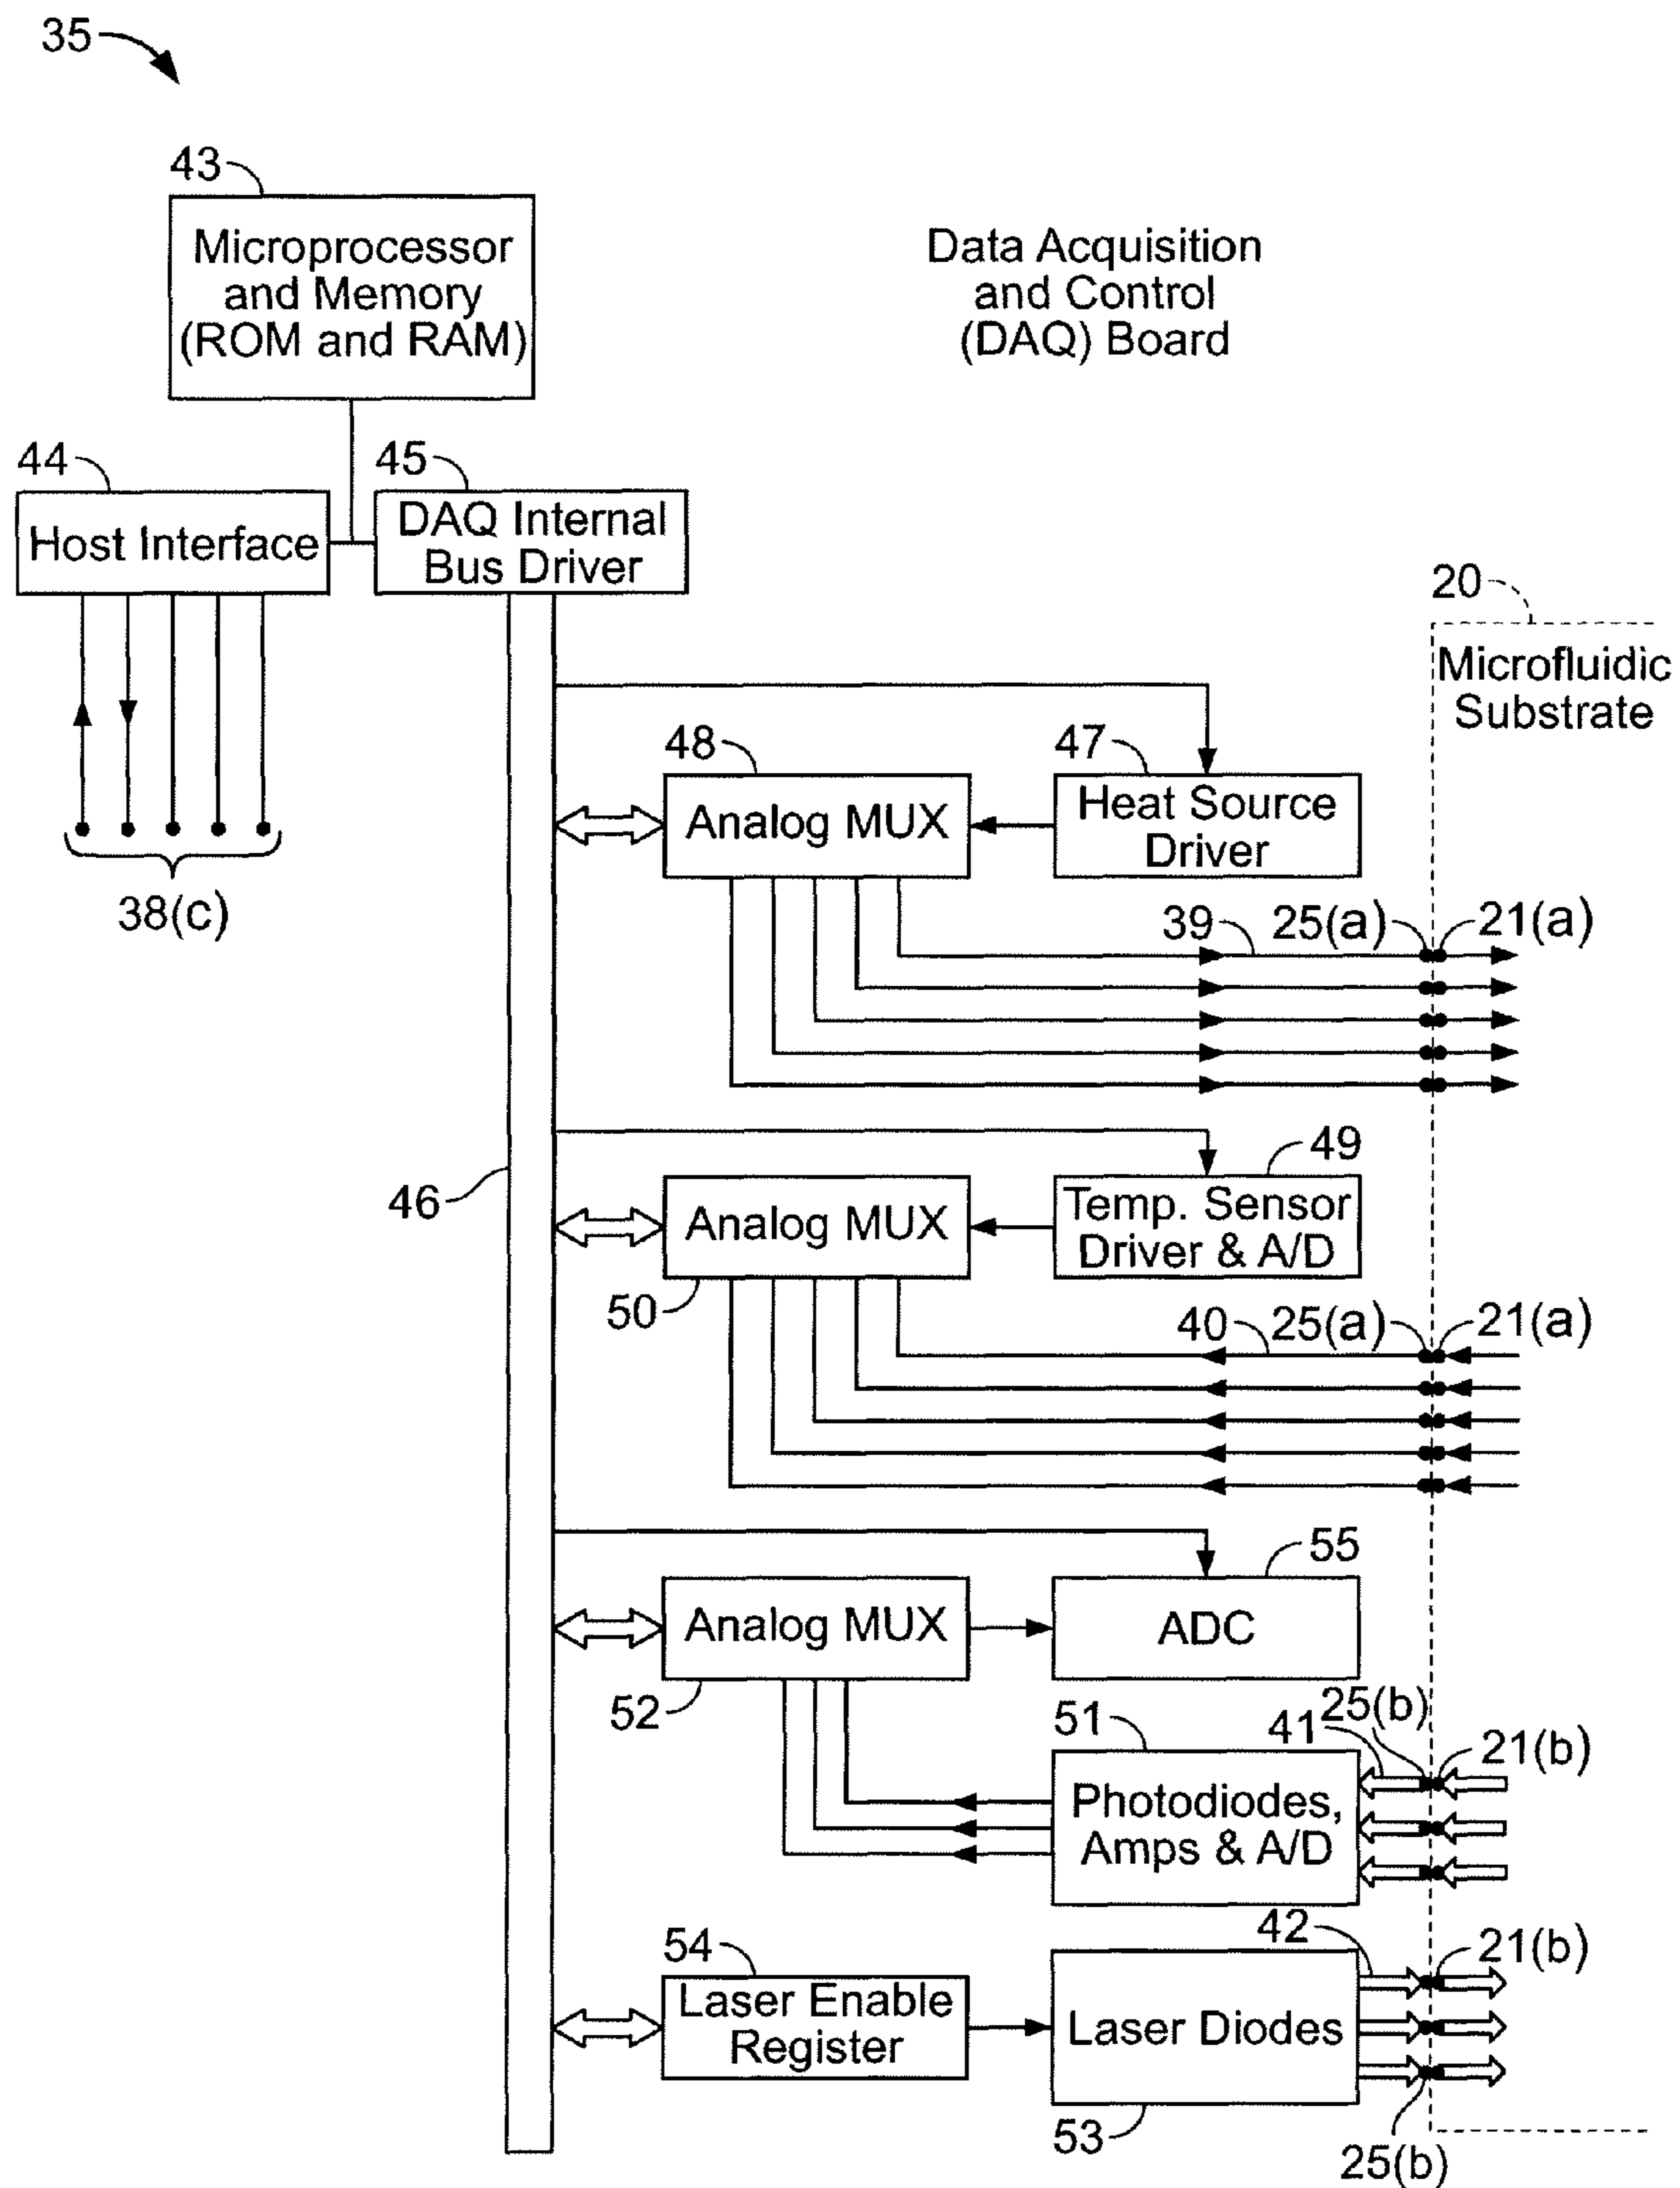 35
43
Microprocessor
and Memory
(ROM and RAM)
Data Acquisition
and Control
(DAQ) Board
44
Host Interface
45
DAQ Internal
Bus Driver
38(c)
20
Microfluidic
Substrate
48
Analog MUX
47
Heat Source
Driver
39
25(a)
21(a)
46
49
Analog MUX
Temp. Sensor
Driver & A/D
50
40
25(a)
21(a)
55
Analog MUX
ADC
52
51
41
25(b)
21(b)
Photodiodes,
Amps & A/D
54
Laser Enable
Register
42
21(b)
Laser Diodes
53
25(b)